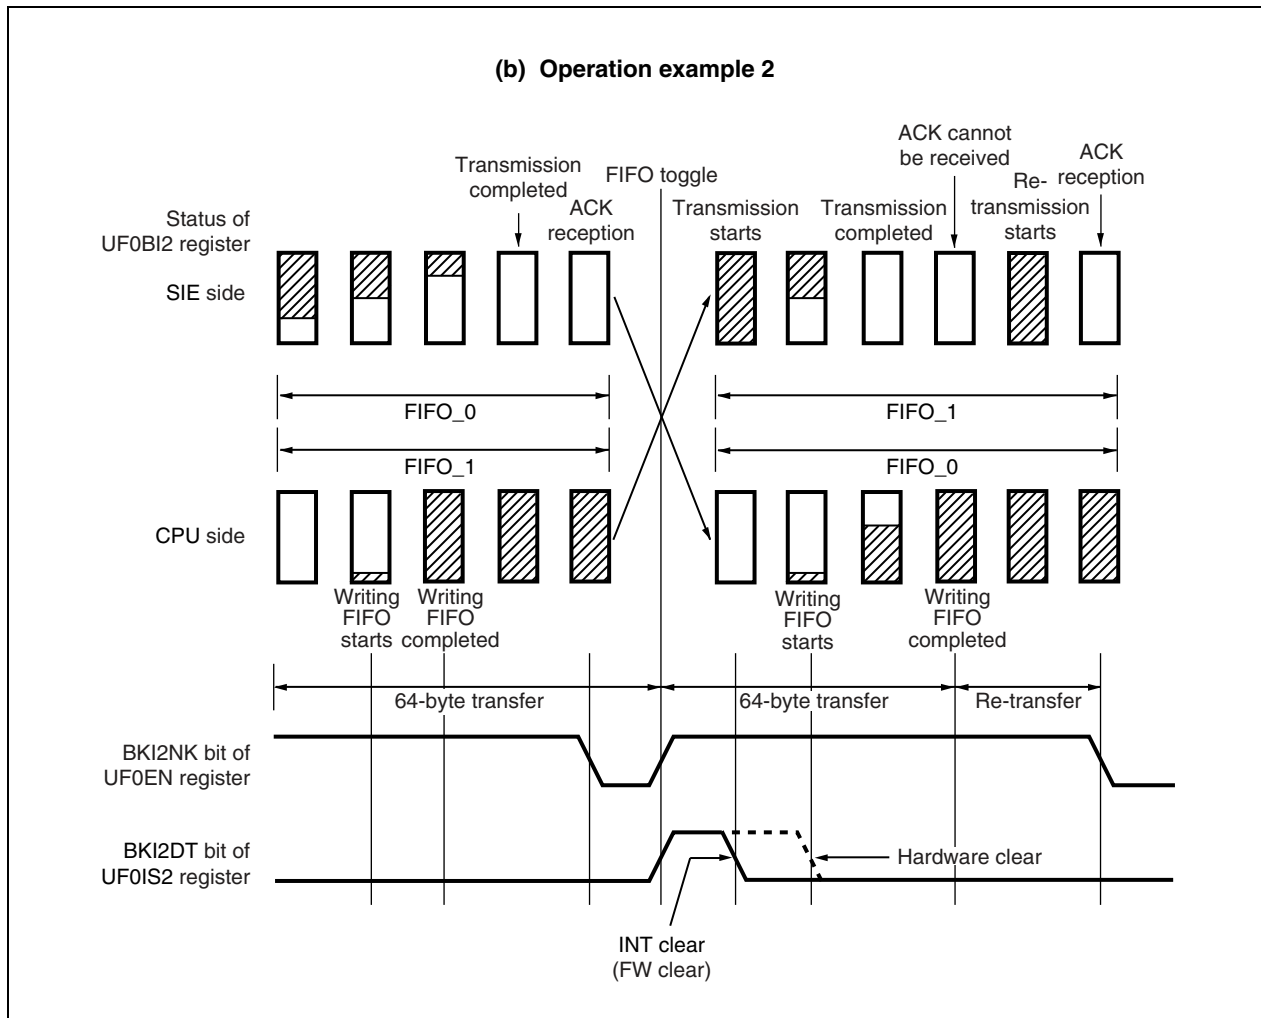 (b) Operation example 2
ACK cannot
be received
ACK
reception
Transmission
completed
FIFO toggle
Re-
transmission
starts
Status of
UF0BI2 register
ACK
reception
Transmission
starts
Transmission
completed
SIE side
FIFO_0
FIFO_1
FIFO_1
FIFO_0
CPU side
Writing
FIFO
starts
Writing
FIFO
completed
Writing
FIFO
starts
Writing
FIFO
completed
64-byte transfer
64-byte transfer
Re-transfer
BKI2NK bit of
UF0EN register
BKI2DT bit of
UF0IS2 register
Hardware clear
INT clear
(FW clear)